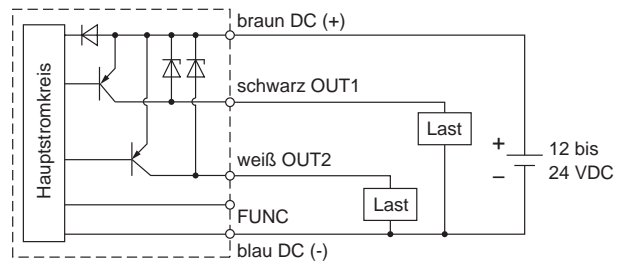 braun DC (+)
Hauptstromkreis
schwarz OUT1
Last
+
12 bis
–
24 VDC
weiß OUT2
Last
FUNC
blau DC (-)